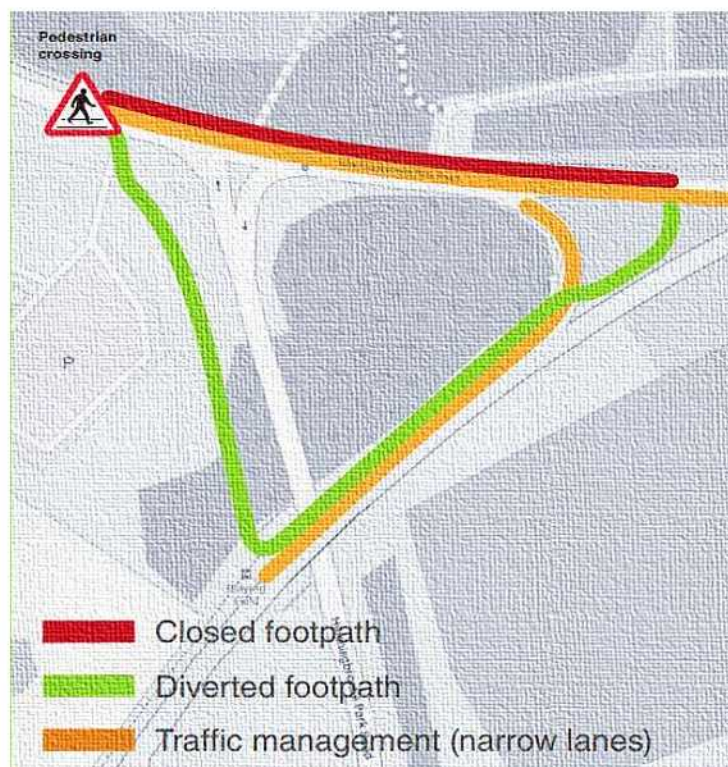 Pedestrian
crossing
P
Closed footpath
Diverted footpath
Traffic management (narrow lanes)